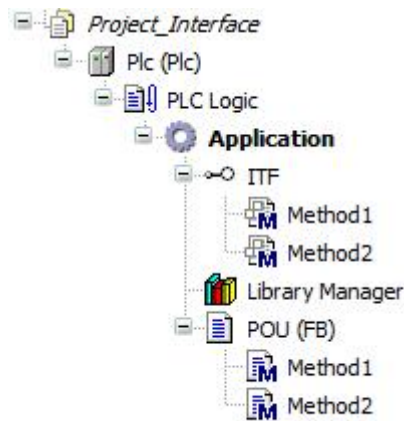 Project_Interface
Plc (Plc)
PLC Logic
Application
ITF
Method1
Method2
Library Manager
POU (FB)
Method1
Method2